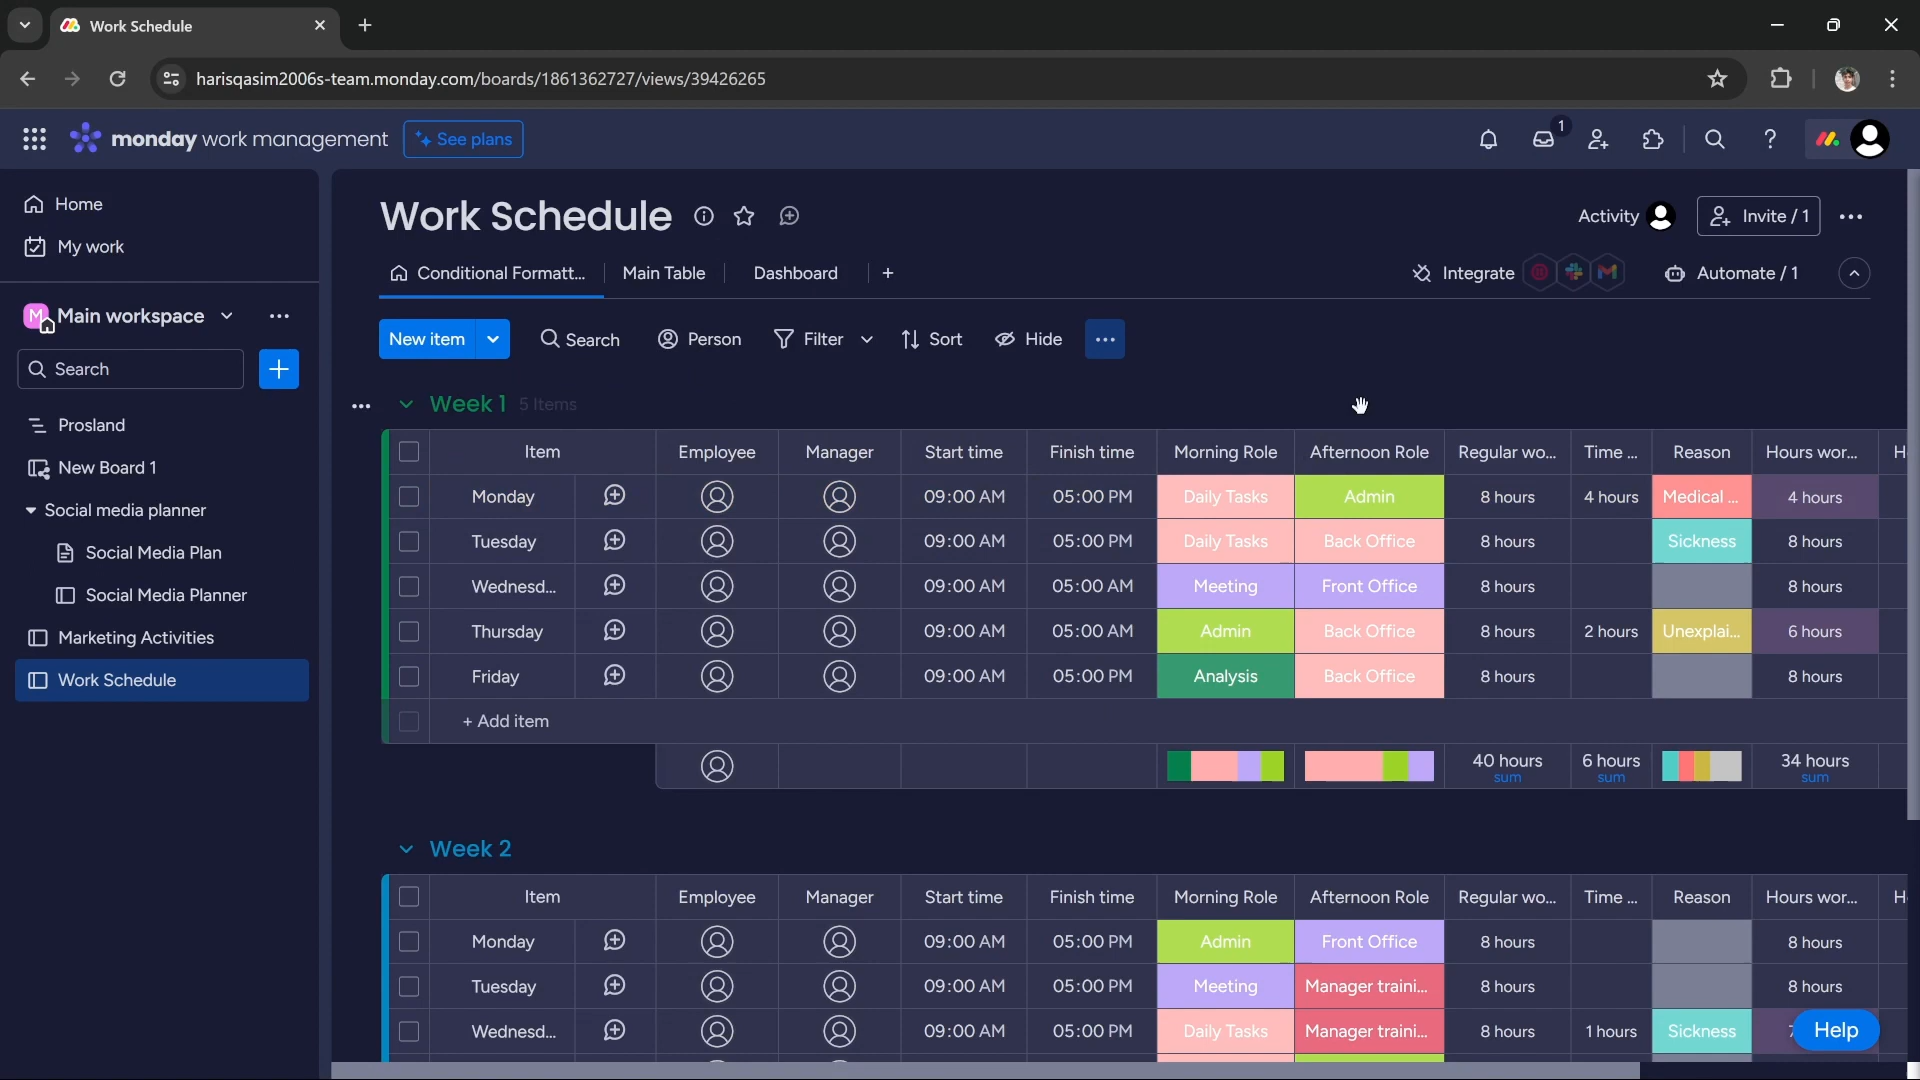 Work Schedule
harisqasim2006s-team.monday.com/boards/1861362727/views/39426265
monday work management See plans 1
Home
My work
M Main workspace
Search
Prosland
New Board 1
Social media planner
Social Media Plan
Social Media Planner
Marketing Activities
Work Schedule
Work Schedule Activity Invite / 1
Conditional Formatt... Main Table Dashboard + Integrate Automate / 1
New item Search Person Filter Sort Hide
Week 1 5 Items
Item Employee Manager Start time Finish time Morning Role Afternoon Role Regular wo... Time ... Reason Hours wor... H
Monday 09:00 AM 05:00 PM Daily Tasks Admin 8 hours 4 hours Medical ... 4 hours
Tuesday 09:00 AM 05:00 PM Daily Tasks Back Office 8 hours Sickness 8 hours
Wednesd... 09:00 AM 05:00 AM Meeting Front Office 8 hours 8 hours
Thursday 09:00 AM 05:00 AM Admin Back Office 8 hours 2 hours Unexplai... 6 hours
Friday 09:00 AM 05:00 PM Analysis Back Office 8 hours 8 hours
+ Add item
40 hours 6 hours 34 hours
sum sum sum
Week 2
Item Employee Manager Start time Finish time Morning Role Afternoon Role Regular wo... Time ... Reason Hours wor... H
Monday 09:00 AM 05:00 PM Admin Front Office 8 hours 8 hours
Tuesday 09:00 AM 05:00 PM Meeting Manager traini... 8 hours 8 hours
Wednesd... 09:00 AM 05:00 PM Daily Tasks Manager traini... 8 hours 1 hours Sickness 7
Help